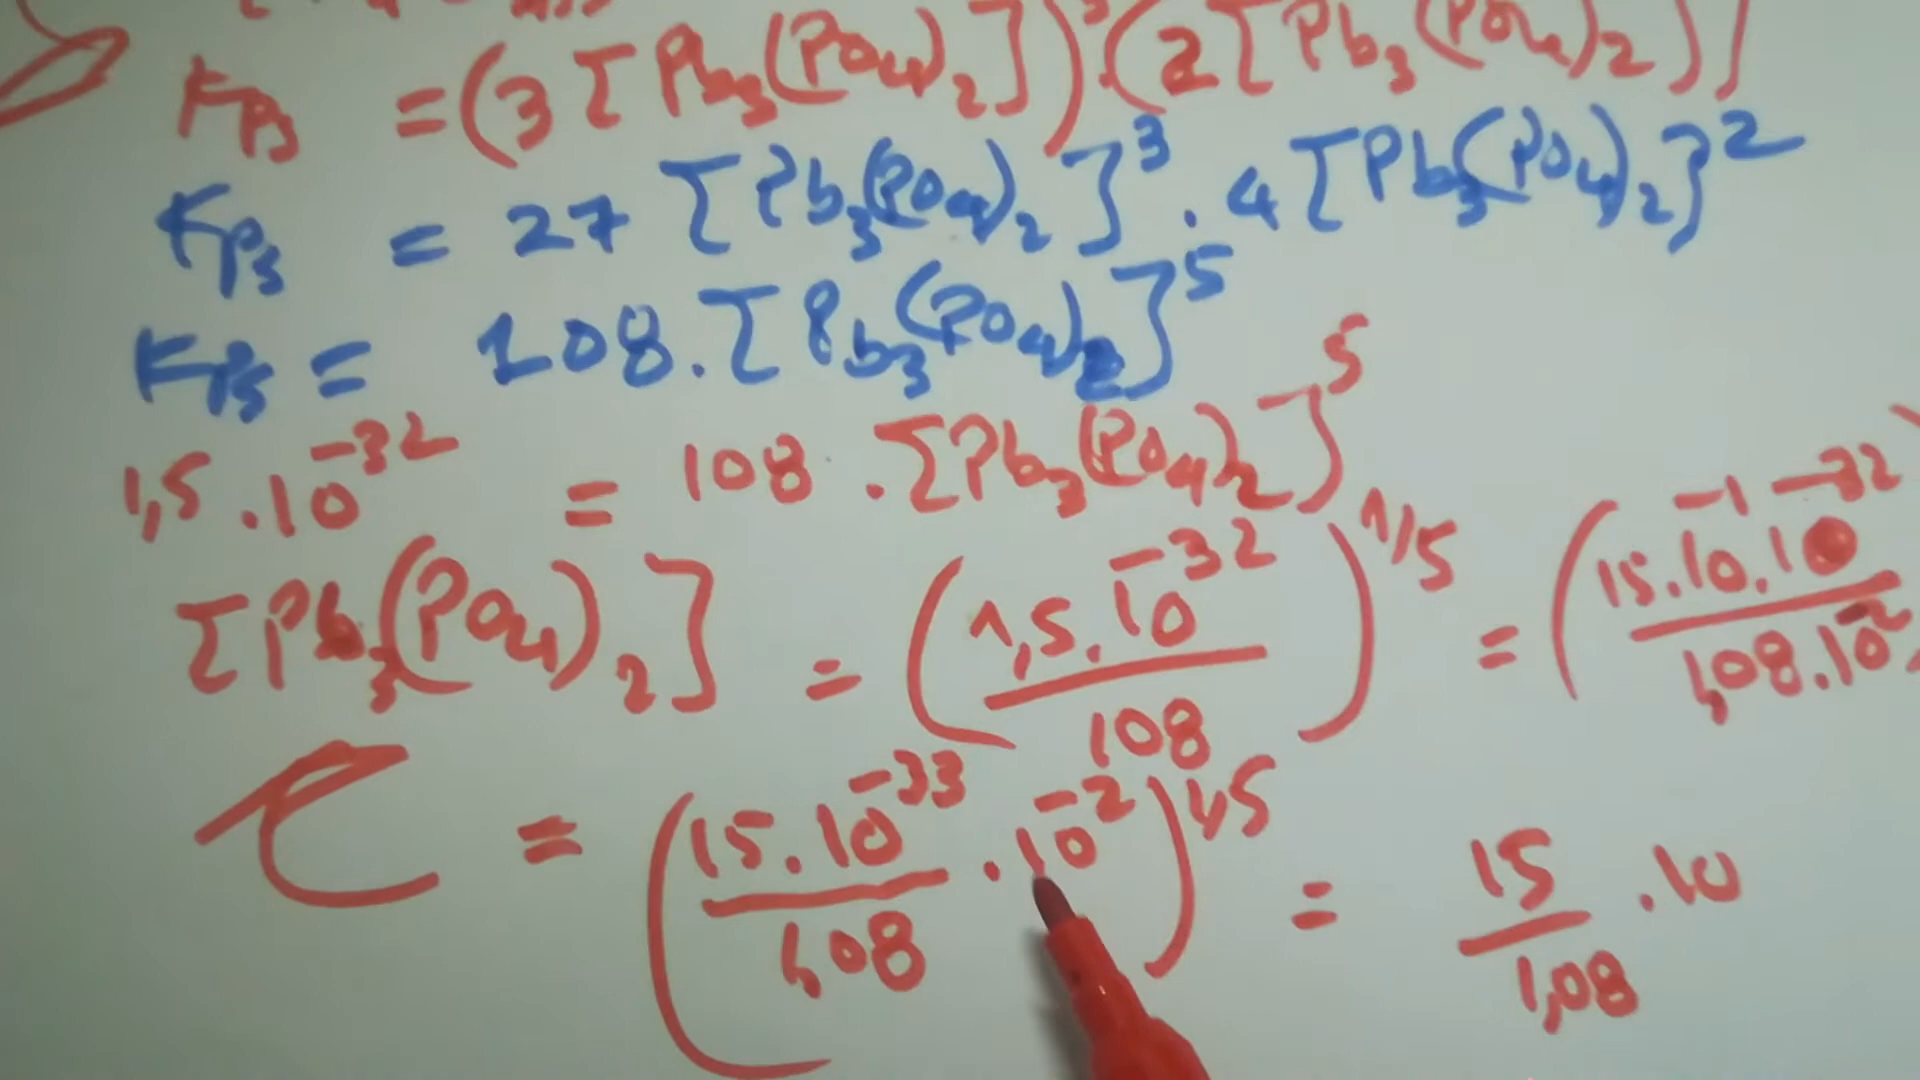 Kps = (3[Pb₃(PO₄)₂])³.(2[Pb₃(PO₄)₂])
Kps = 27 [Pb₃(PO₄)₂]³ . 4[Pb₃(PO₄)₂]²
Kps = 108.[Pb₃(PO₄)₂]⁵
1,5.10⁻³² = 108 .[Pb₃(PO₄)₂]⁵
[Pb₃(PO₄)₂] = (1,5.10⁻³²/108)^1/5 = (15.10⁻¹.10⁻³²/1,08.10²
= (15.10⁻³³/1,08 .10⁻²)^1/5 = 15/1,08 .10